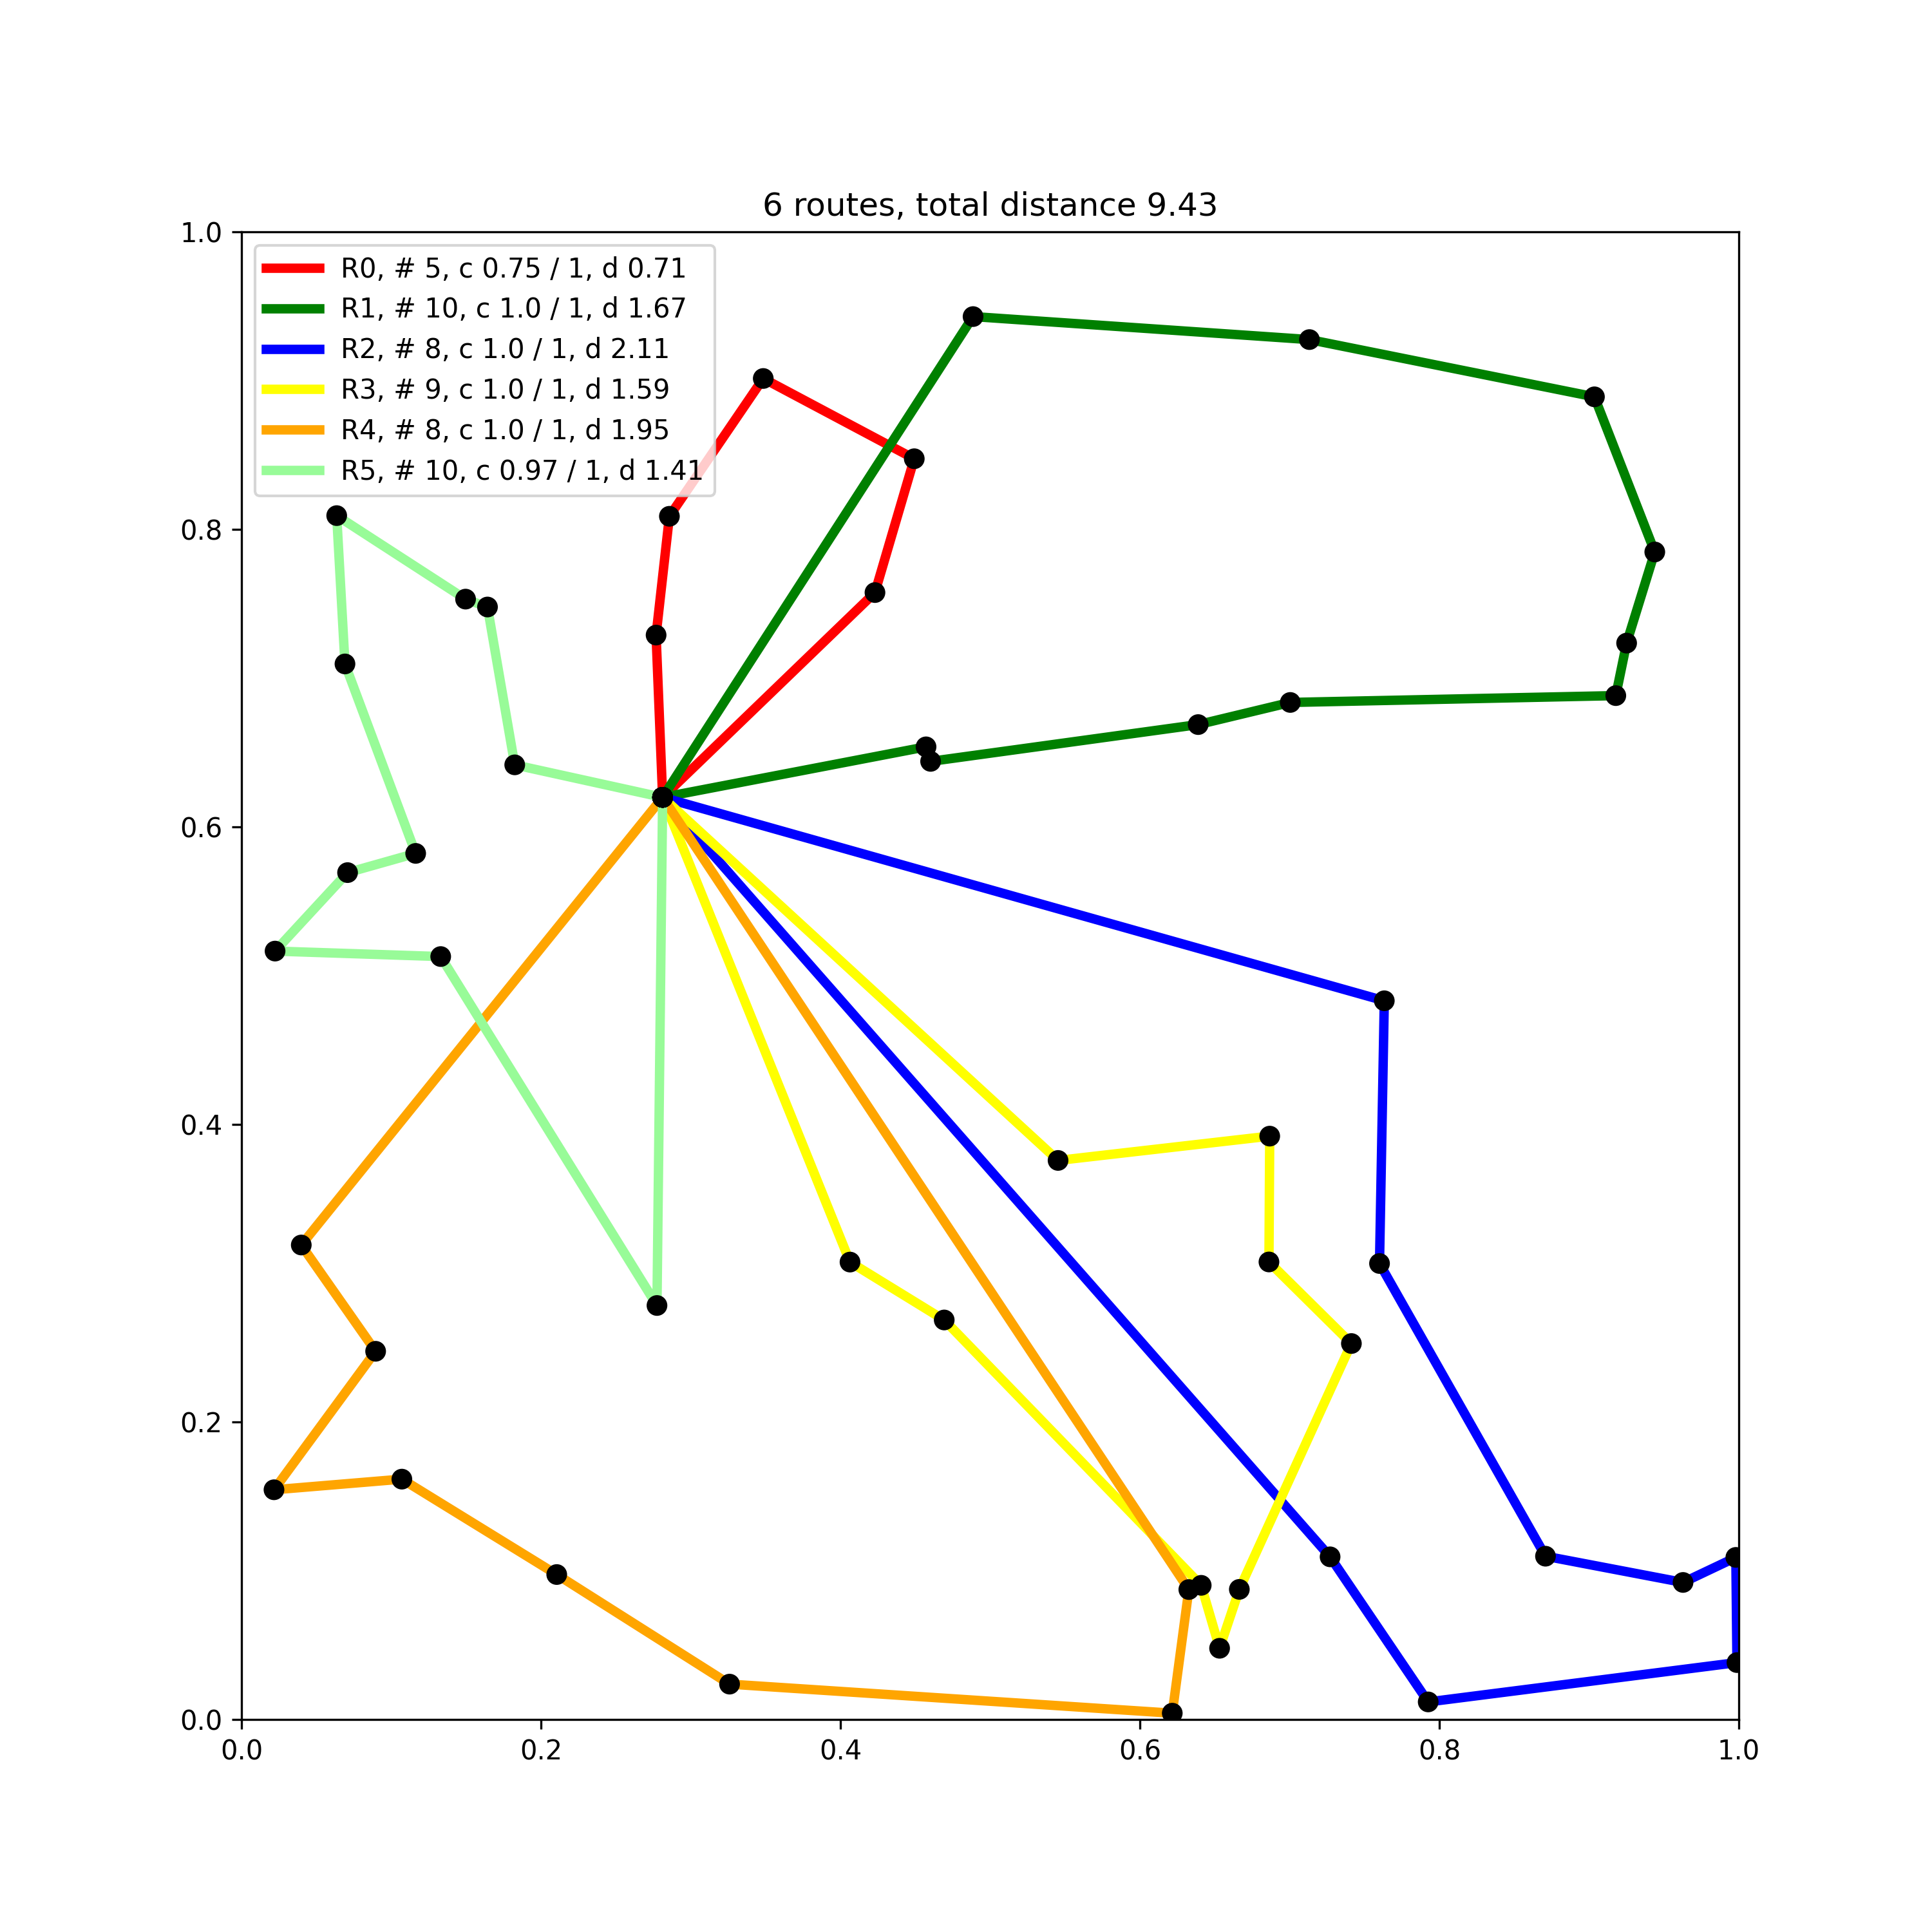 6 routes, total distance 9.43
1.0
R0, # 5, c 0.75 / 1, d 0.71
R1, # 10, c 1.0 / 1, d 1.67
R2, # 8, c 1.0 / 1, d 2.11
R3, # 9, c 1.0 / 1, d 1.59
R4, # 8, c 1.0 / 1, d 1.95
R5, # 10, c 0.97 / 1, d 1.41
0.8
0.6
0.4
0.2
0.0
0.0 0.2 0.4 0.6 0.8 1.0